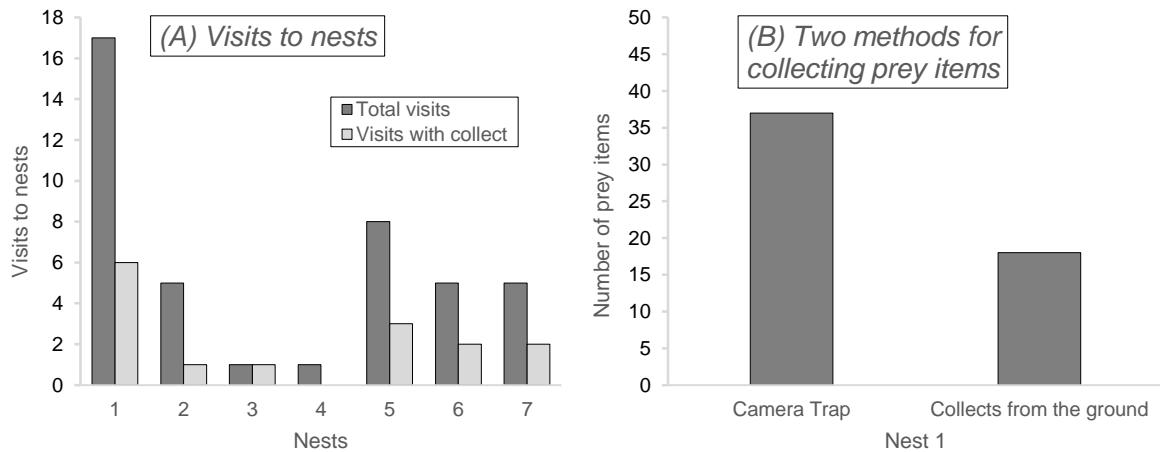 (A) Visits to nests
Visits to nests
18
16
14
12
10
8
6
4
2
0
Total visits
Visits with collect
1 2 3 4 5 6 7
Nests
(B) Two methods for
collecting prey items
Number of prey items
50
45
40
35
30
25
20
15
10
5
0
Camera Trap Collects from the ground
Nest 1